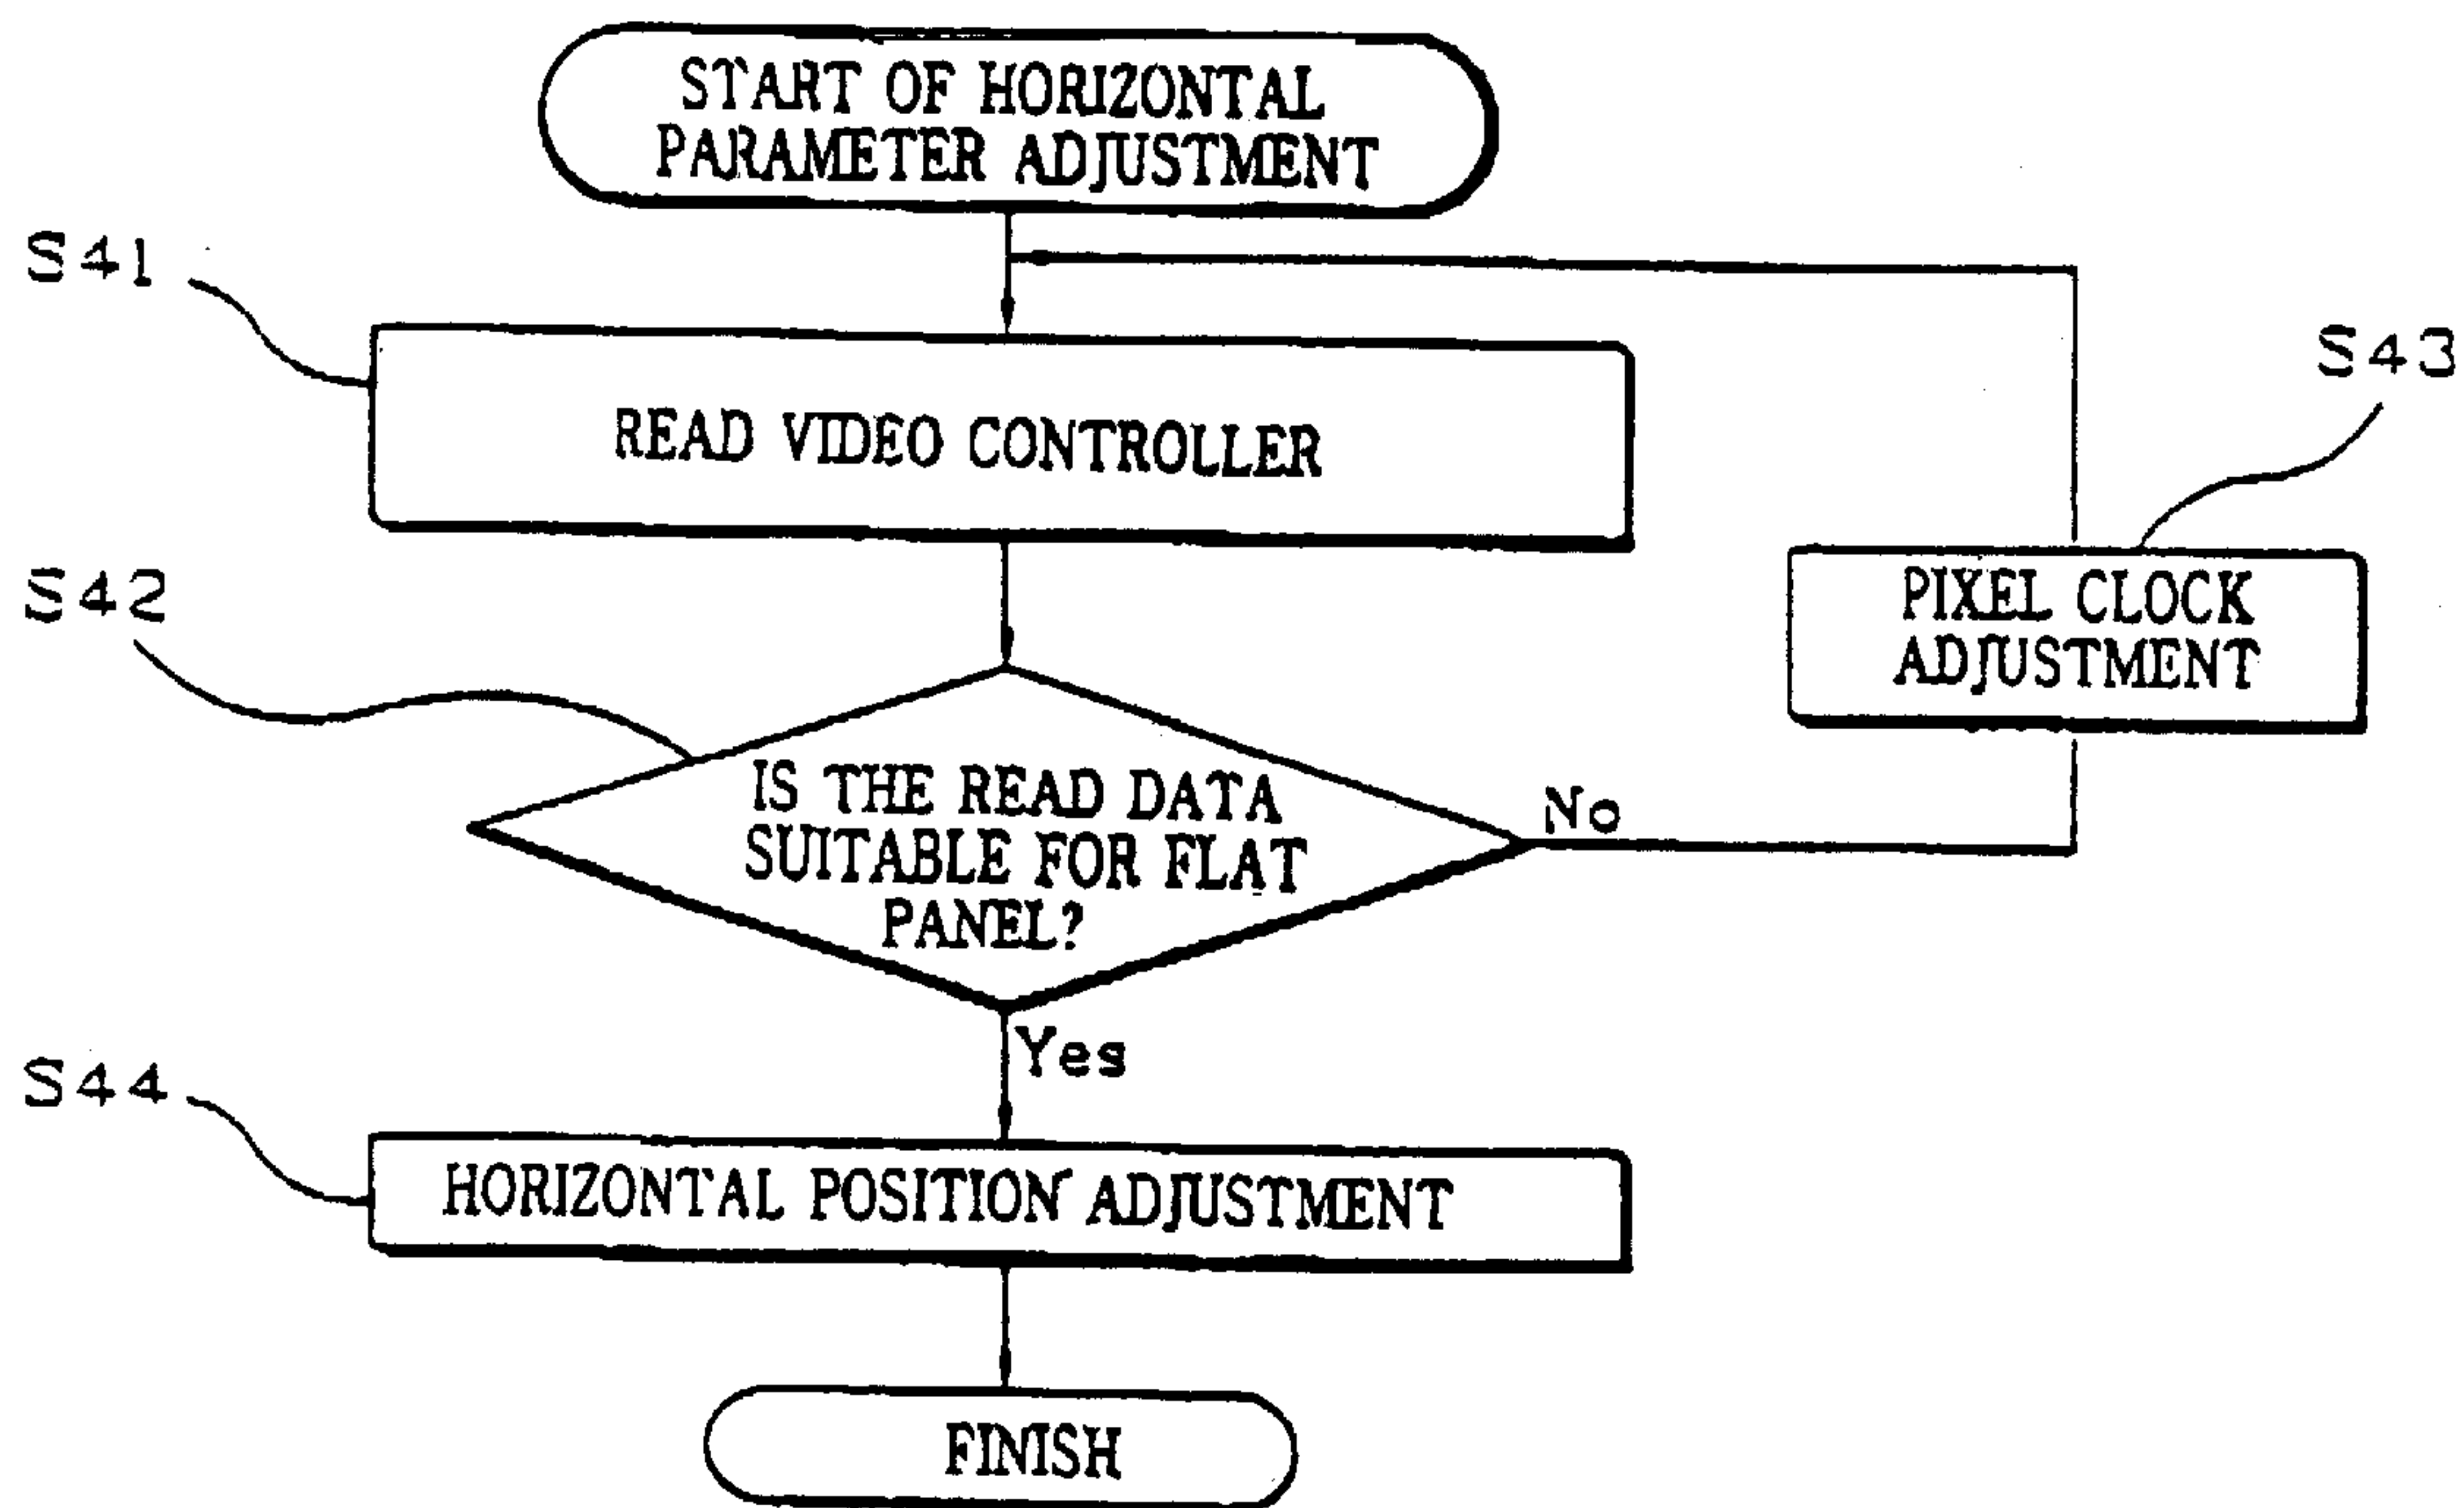 START OF HORIZONTAL
PARAMETER ADJUSTMENT
S41
READ VIDEO CONTROLLER
S43
PIXEL CLOCK
ADJUSTMENT
S42
IS THE READ DATA
SUITABLE FOR FLAT
PANEL?
No
Yes
S44
HORIZONTAL POSITION ADJUSTMENT
FINISH